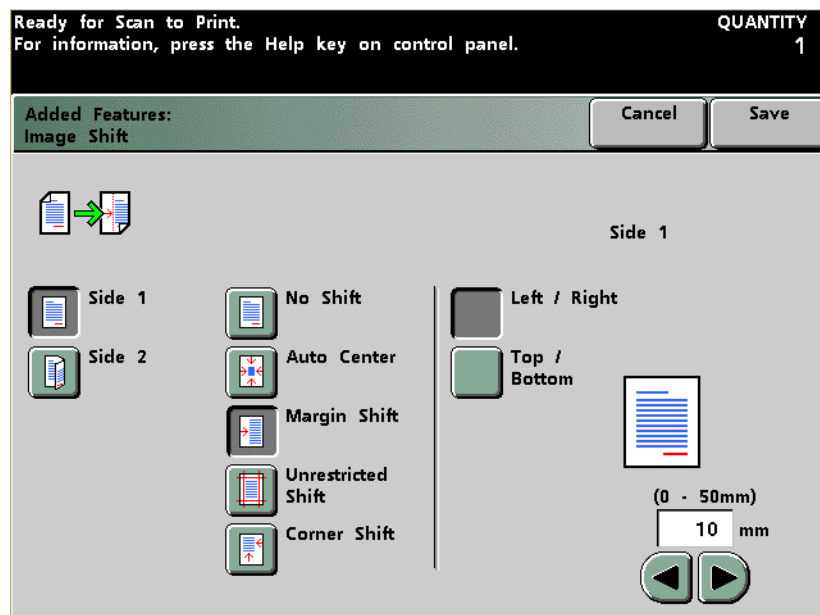 Ready for Scan to Print.
For information, press the Help key on control panel.
QUANTITY
1
Added Features:
Image Shift
Cancel
Save
Side 1
Side 1
Side 2
No Shift
Auto Center
Margin Shift
Unrestricted
Shift
Corner Shift
Left / Right
Top /
Bottom
(0 - 50mm)
10 mm